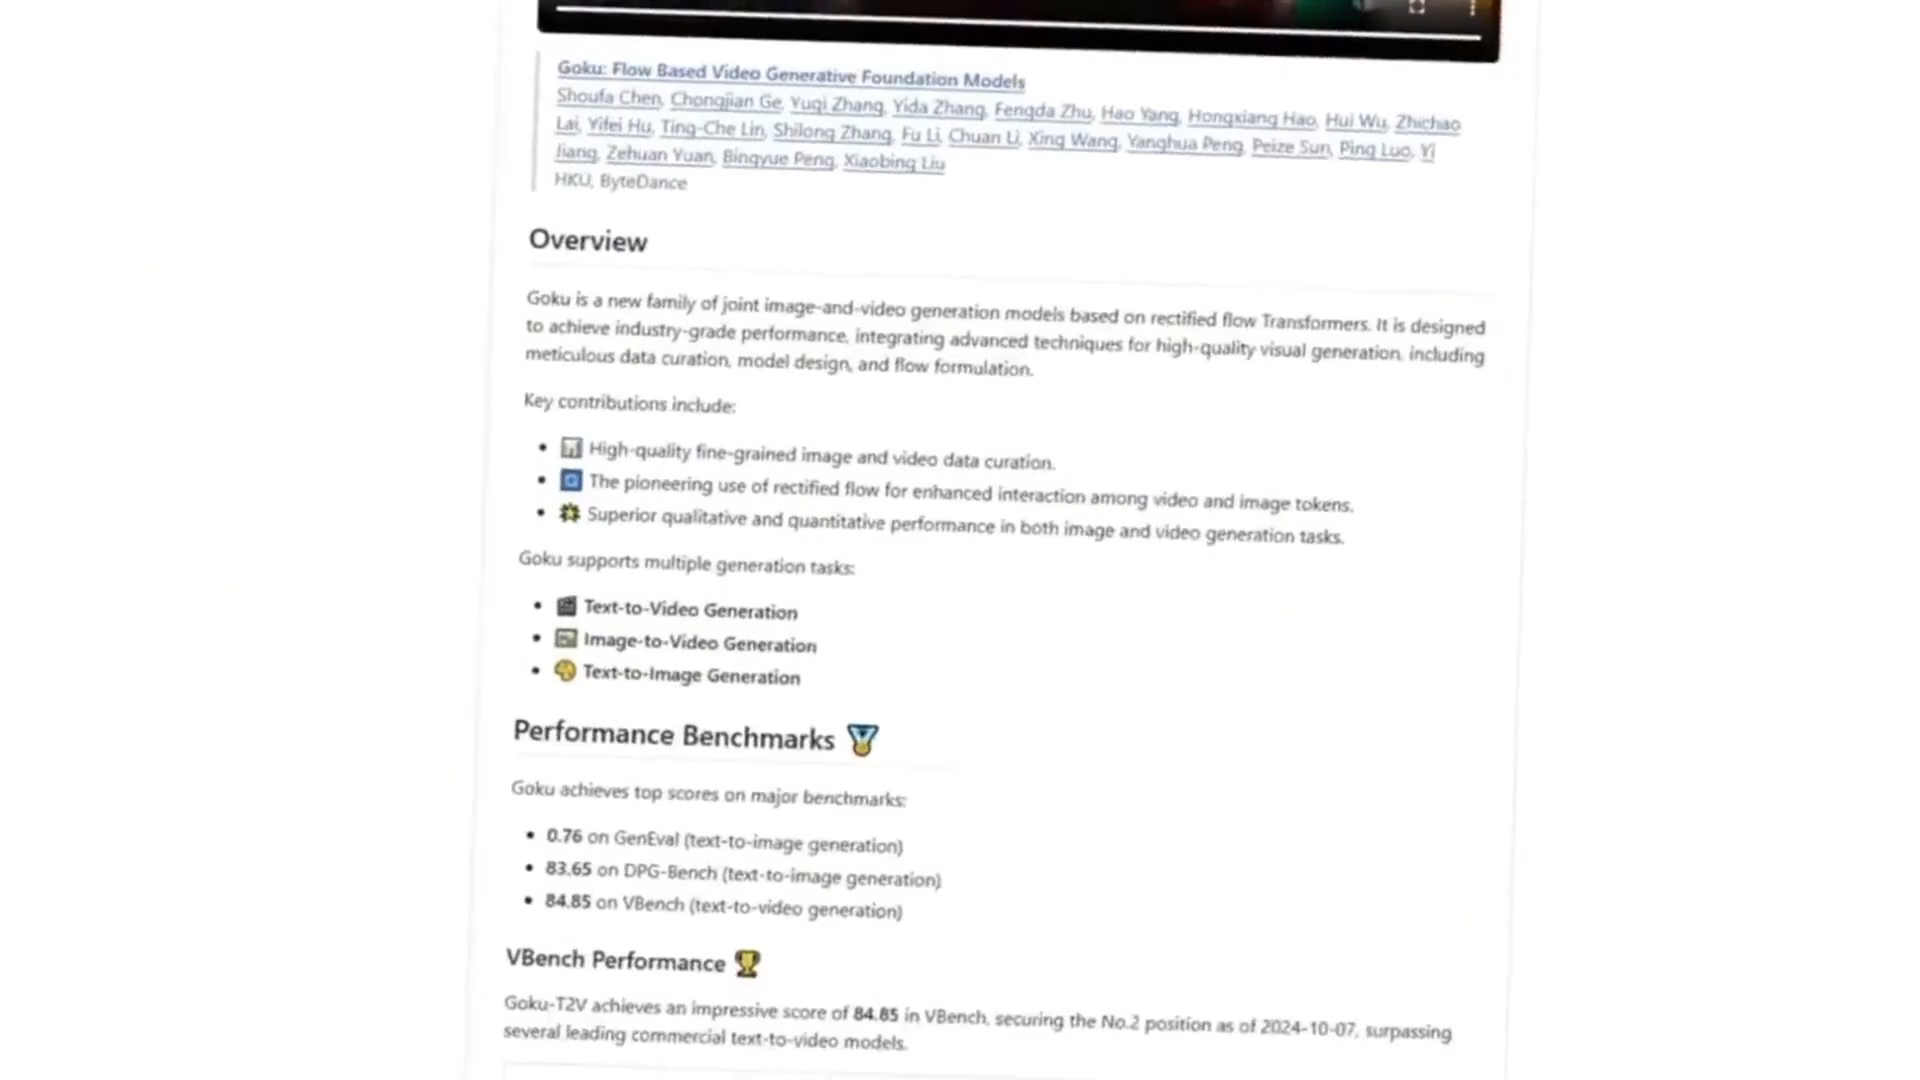 Goku: Flow Based Video Generative Foundation Models
Shoufa Chen, Chongjian Ge, Yuqi Zhang, Yida Zhang, Fengda Zhu, Hao Yang, Hongxiang Hao, Hui Wu, Zhichao
Lai, Yifei Hu, Ting-Che Lin, Shilong Zhang, Fu Li, Chuan Li, Xing Wang, Yanghua Peng, Peize Sun, Ping Luo, Yi
Jiang, Zehuan Yuan, Bingyue Peng, Xiaobing Liu
HKU, ByteDance
Overview
Goku is a new family of joint image-and-video generation models based on rectified flow Transformers. It is designed
to achieve industry-grade performance, integrating advanced techniques for high-quality visual generation, including
meticulous data curation, model design, and flow formulation.
Key contributions include:
• High-quality fine-grained image and video data curation.
• The pioneering use of rectified flow for enhanced interaction among video and image tokens.
• Superior qualitative and quantitative performance in both image and video generation tasks.
Goku supports multiple generation tasks:
• Text-to-Video Generation
• Image-to-Video Generation
• Text-to-Image Generation
Performance Benchmarks
Goku achieves top scores on major benchmarks:
• 0.76 on GenEval (text-to-image generation)
• 83.65 on DPG-Bench (text-to-image generation)
• 84.85 on VBench (text-to-video generation)
VBench Performance
Goku-T2V achieves an impressive score of 84.85 in VBench, securing the No.2 position as of 2024-10-07, surpassing
several leading commercial text-to-video models.